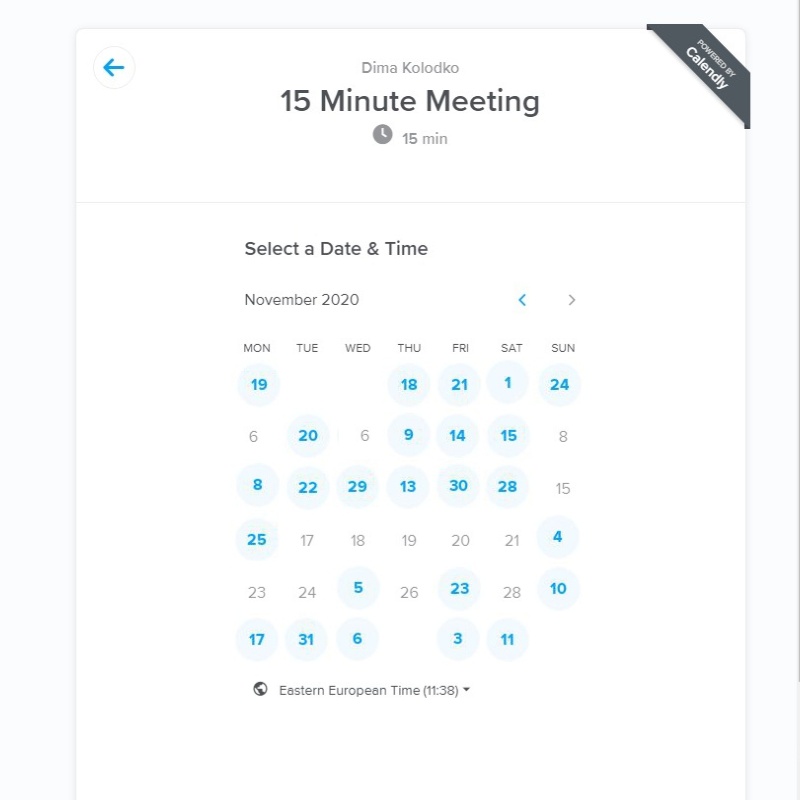 POWERED BY
Calendly
Dima Kolodko
15 Minute Meeting
15 min
Select a Date & Time
November 2020
MON TUE WED THU FRI SAT SUN
19 18 21 1 24
6 20 6 9 14 15 8
8 22 29 13 30 28 15
25 17 18 19 20 21 4
23 24 5 26 23 28 10
17 31 6 3 11
Eastern European Time (11:38)